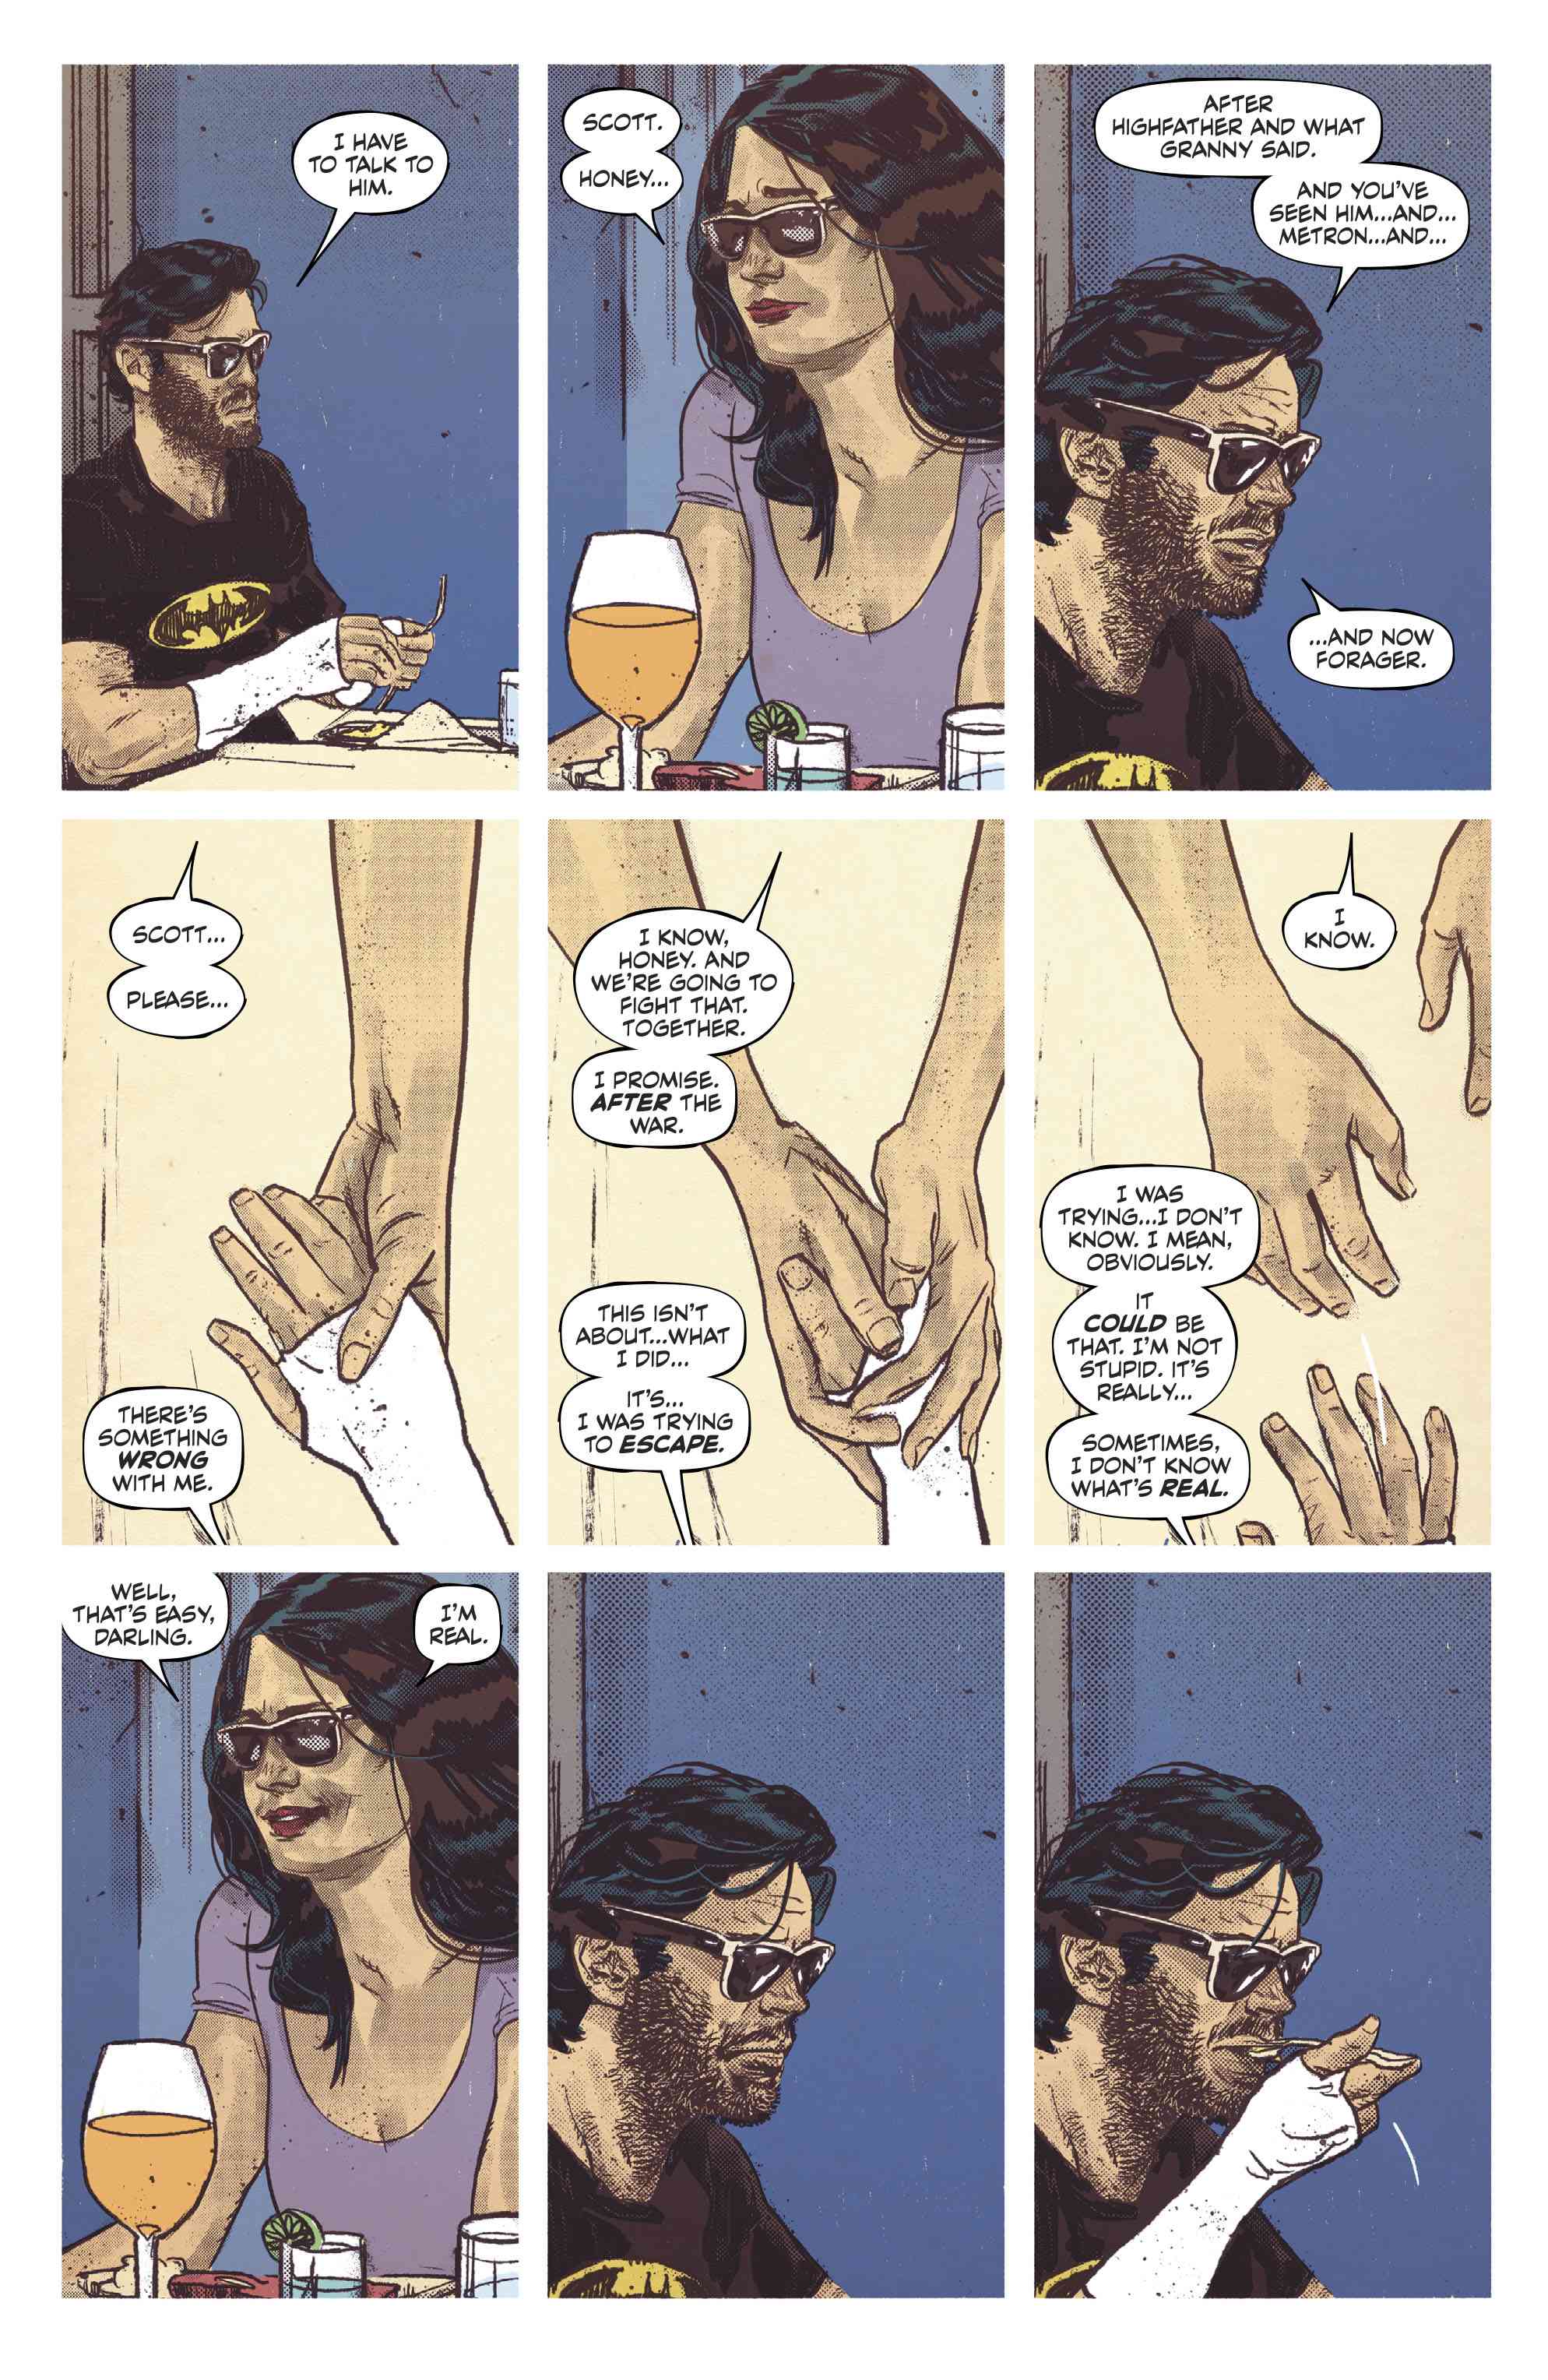 I HAVE
TO TALK TO
HIM.
SCOTT.
HONEY...
AFTER
HIGHFATHER AND WHAT
GRANNY SAID.
AND YOU'VE
SEEN HIM...AND...
METRON...AND...
...AND NOW
FORAGER.
SCOTT...
PLEASE...
THERE'S
SOMETHING
WRONG
WITH ME.
I KNOW,
HONEY. AND
WE'RE GOING TO
FIGHT THAT.
TOGETHER.
I PROMISE.
AFTER THE
WAR.
THIS ISN'T
ABOUT...WHAT
I DID...
IT'S...
I WAS TRYING
TO ESCAPE.
I
KNOW.
I WAS
TRYING...I DON'T
KNOW. I MEAN,
OBVIOUSLY.
IT
COULD BE
THAT. I'M NOT
STUPID. IT'S
REALLY...
SOMETIMES,
I DON'T KNOW
WHAT'S REAL.
WELL,
THAT'S EASY,
DARLING.
I'M
REAL.